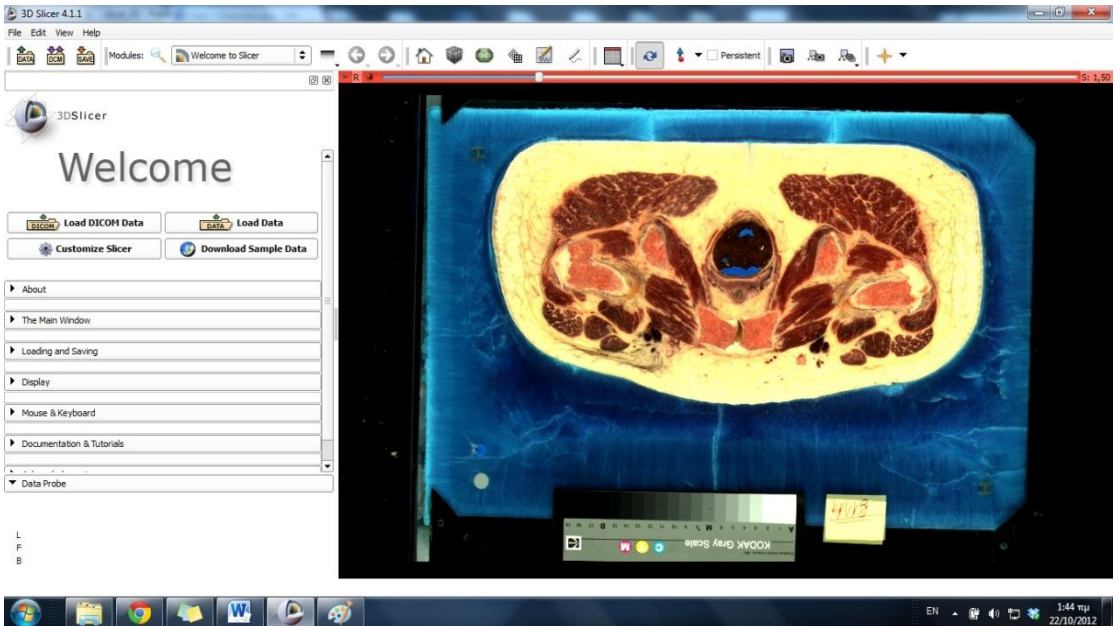 3D Slicer 4.1.1
File Edit View Help
DATA DCM SAVE Modules: Welcome to Slicer Persistent
R S: 1,50
3DSlicer
Welcome
DICOM Load DICOM Data DATA Load Data
Customize Slicer Download Sample Data
About
The Main Window
Loading and Saving
Display
Mouse & Keyboard
Documentation & Tutorials
Data Probe
L
F
B
KODAK Gray Scale
C Y M
EN 1:44 πμ
22/10/2012